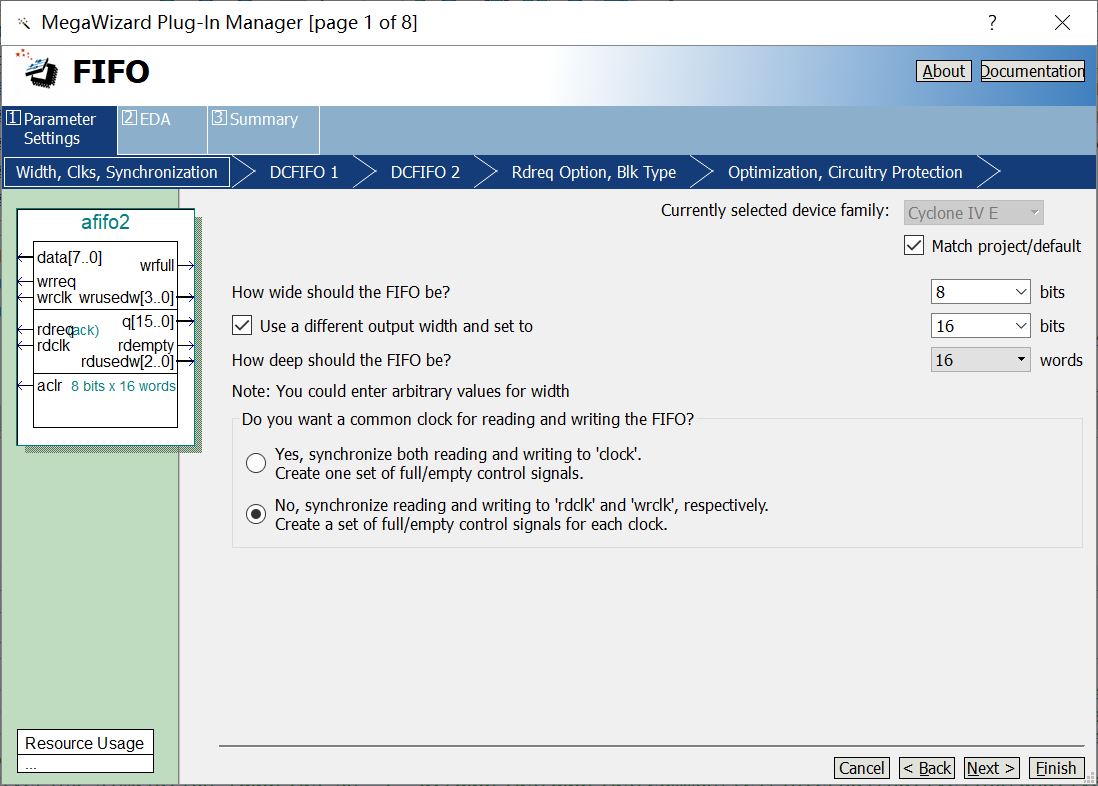 MegaWizard Plug-In Manager [page 1 of 8]
?
FIFO
About
Documentation
1 Parameter Settings
2 EDA
3 Summary
Width, Clks, Synchronization
DCFIFO 1
DCFIFO 2
Rdreq Option, Blk Type
Optimization, Circuitry Protection
afifo2
data[7..0]
wrfull
wrreq
wrclk
wrusedw[3..0]
q[15..0]
rdreq(ack)
rdclk
rdempty
rdusedw[2..0]
aclr
8 bits x 16 words
Resource Usage
...
Currently selected device family:
Cyclone IV E
Match project/default
How wide should the FIFO be?
8
bits
Use a different output width and set to
16
bits
How deep should the FIFO be?
16
words
Note: You could enter arbitrary values for width
Do you want a common clock for reading and writing the FIFO?
Yes, synchronize both reading and writing to 'clock'.
Create one set of full/empty control signals.
No, synchronize reading and writing to 'rdclk' and 'wrclk', respectively.
Create a set of full/empty control signals for each clock.
Cancel
< Back
Next >
Finish